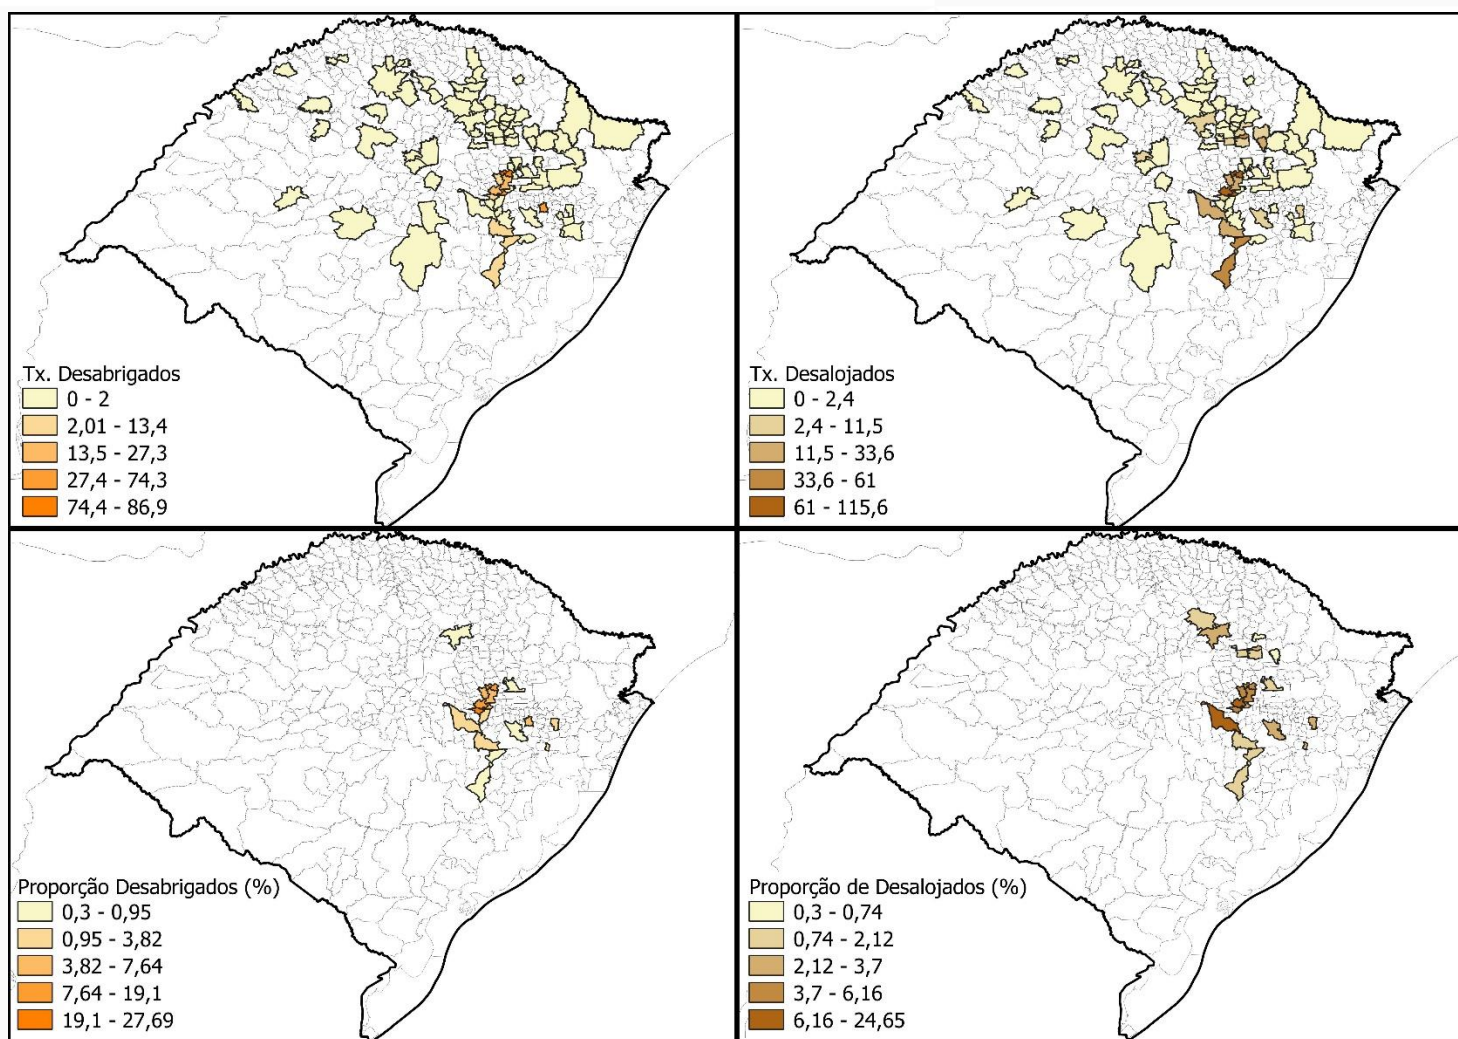 Tx. Desabrigados
0 - 2
2,01 - 13,4
13,5 - 27,3
27,4 - 74,3
74,4 - 86,9
Tx. Desalojados
0 - 2,4
2,4 - 11,5
11,5 - 33,6
33,6 - 61
61 - 115,6
Proporção Desabrigados (%)
0,3 - 0,95
0,95 - 3,82
3,82 - 7,64
7,64 - 19,1
19,1 - 27,69
Proporção de Desalojados (%)
0,3 - 0,74
0,74 - 2,12
2,12 - 3,7
3,7 - 6,16
6,16 - 24,65